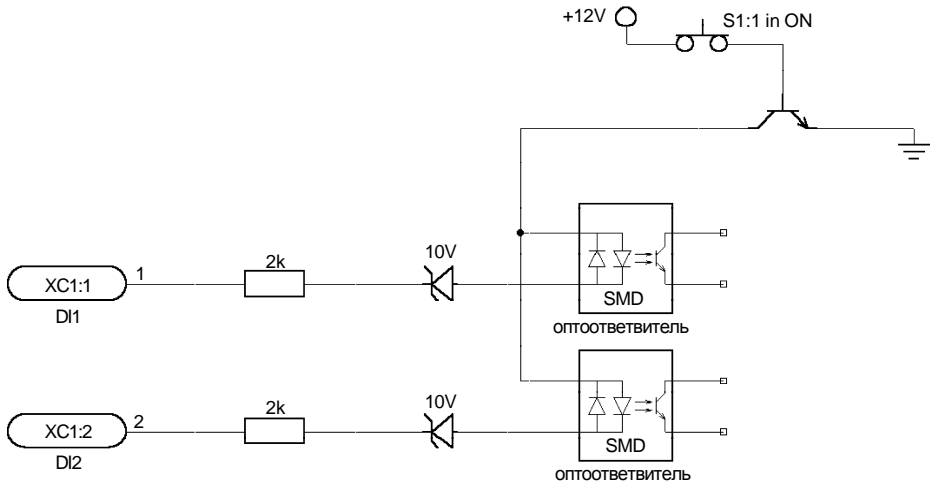 +12V
S1:1 in ON
XC1:1
1
2k
10V
DI1
SMD
оптоответвитель
XC1:2
2
2k
10V
DI2
SMD
оптоответвитель